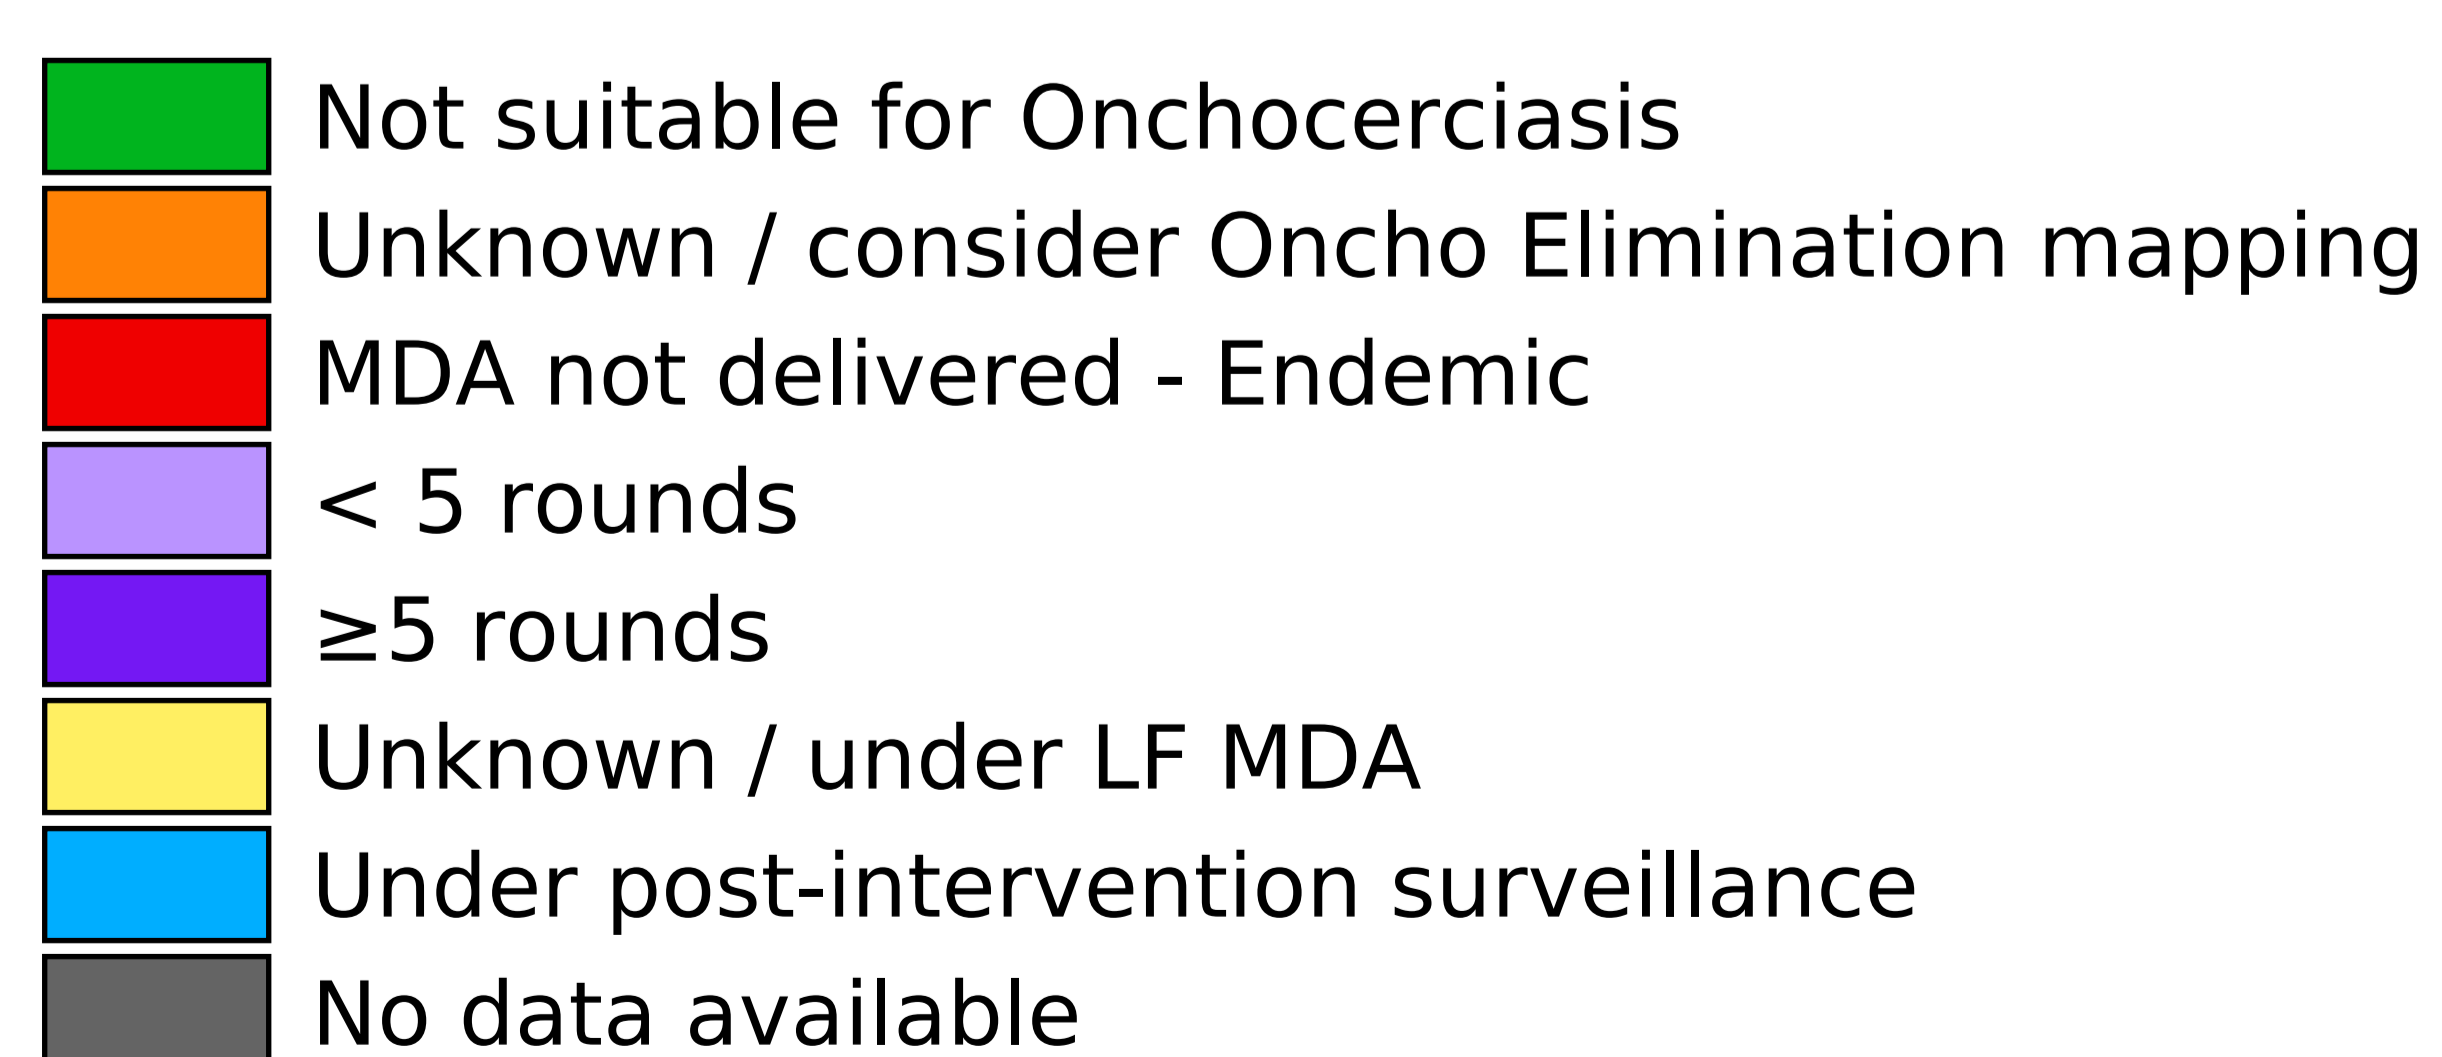 Not suitable for Onchocerciasis
Unknown / consider Oncho Elimination mapping
MDA not delivered - Endemic
< 5 rounds
≥5 rounds
Unknown / under LF MDA
Under post-intervention surveillance
No data available